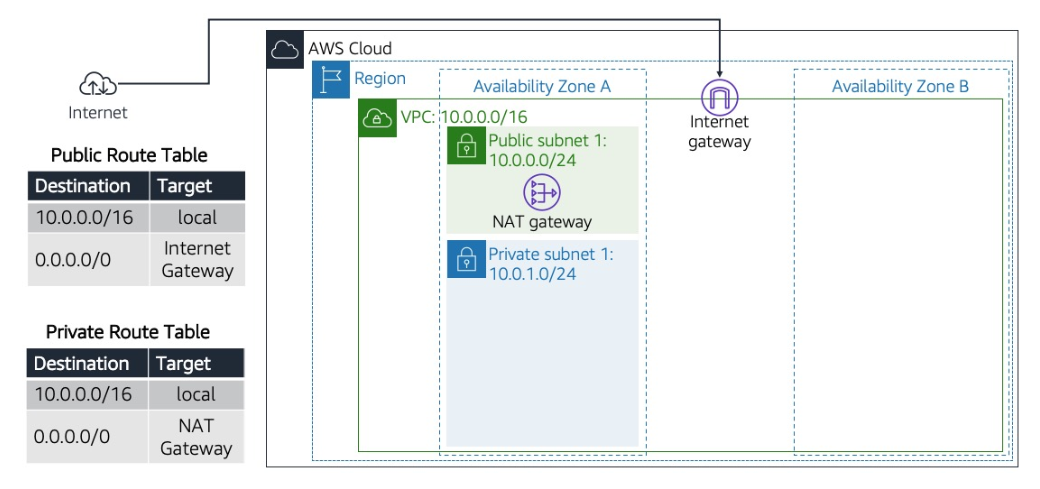 AWS Cloud
Region
Availability Zone A
Availability Zone B
Internet
VPC: 10.0.0.0/16
Internet
gateway
Public subnet 1:
10.0.0.0/24
NAT gateway
Private subnet 1:
10.0.1.0/24
Public Route Table
Destination Target
10.0.0.0/16 local
0.0.0.0/0 Internet
Gateway
Private Route Table
Destination Target
10.0.0.0/16 local
0.0.0.0/0 NAT
Gateway